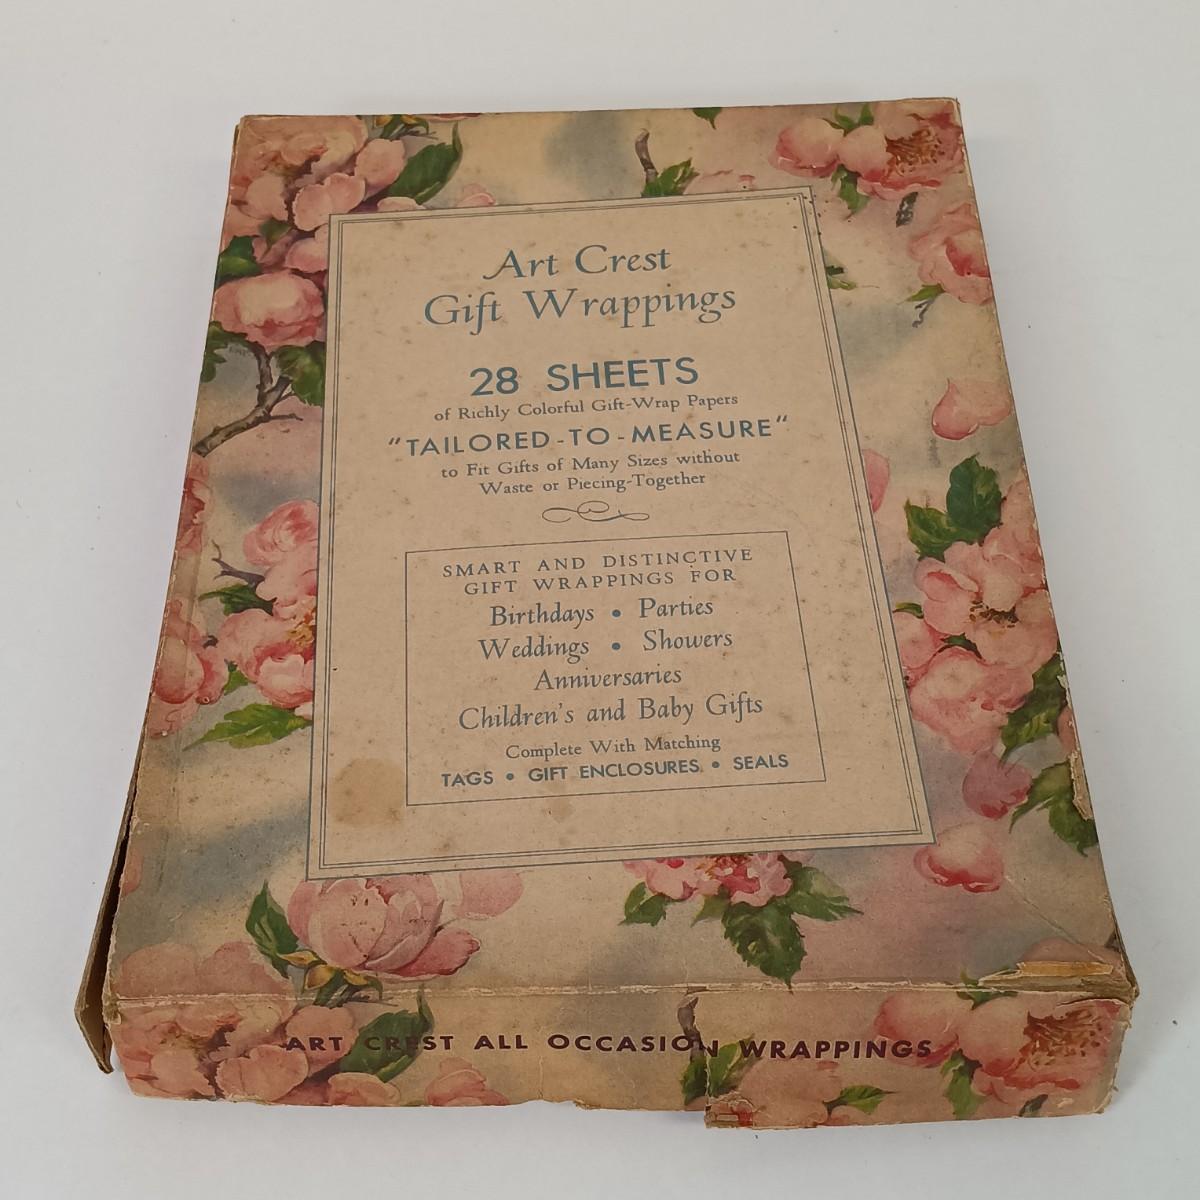 Art Crest
Gift Wrappings
28 SHEETS
of Richly Colorful Gift-Wrap Papers
"TAILORED-TO-MEASURE"
to Fit Gifts of Many Sizes without
Waste or Piecing-Together
SMART AND DISTINCTIVE
GIFT WRAPPINGS FOR
Birthdays • Parties
Weddings • Showers
Anniversaries
Children's and Baby Gifts
Complete With Matching
TAGS • GIFT ENCLOSURES • SEALS
ART CREST ALL OCCASION WRAPPINGS